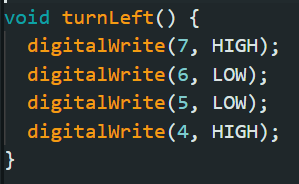 void turnLeft() {
  digitalWrite(7, HIGH);
  digitalWrite(6, LOW);
  digitalWrite(5, LOW);
  digitalWrite(4, HIGH);
}